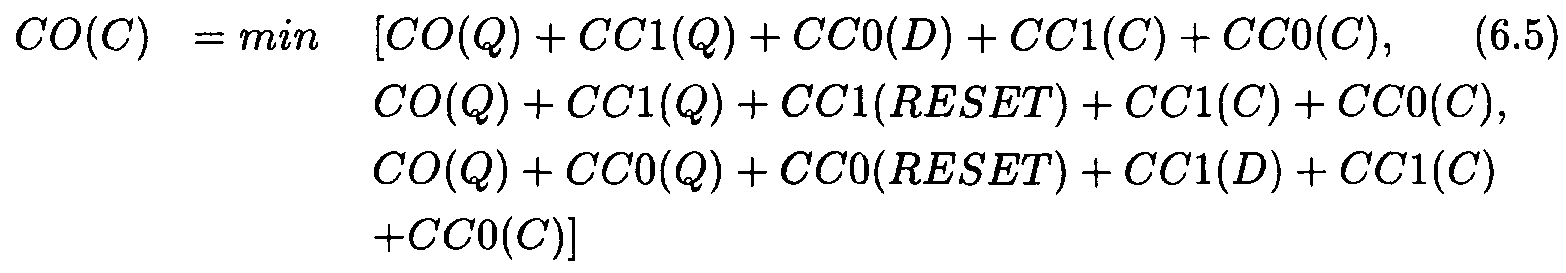 CO(C) = min [CO(Q) + CC1(Q) + CC0(D) + CC1(C) + CC0(C), (6.5)
CO(Q) + CC1(Q) + CC1(RESET) + CC1(C) + CC0(C),
CO(Q) + CC0(Q) + CC0(RESET) + CC1(D) + CC1(C)
+CC0(C)]